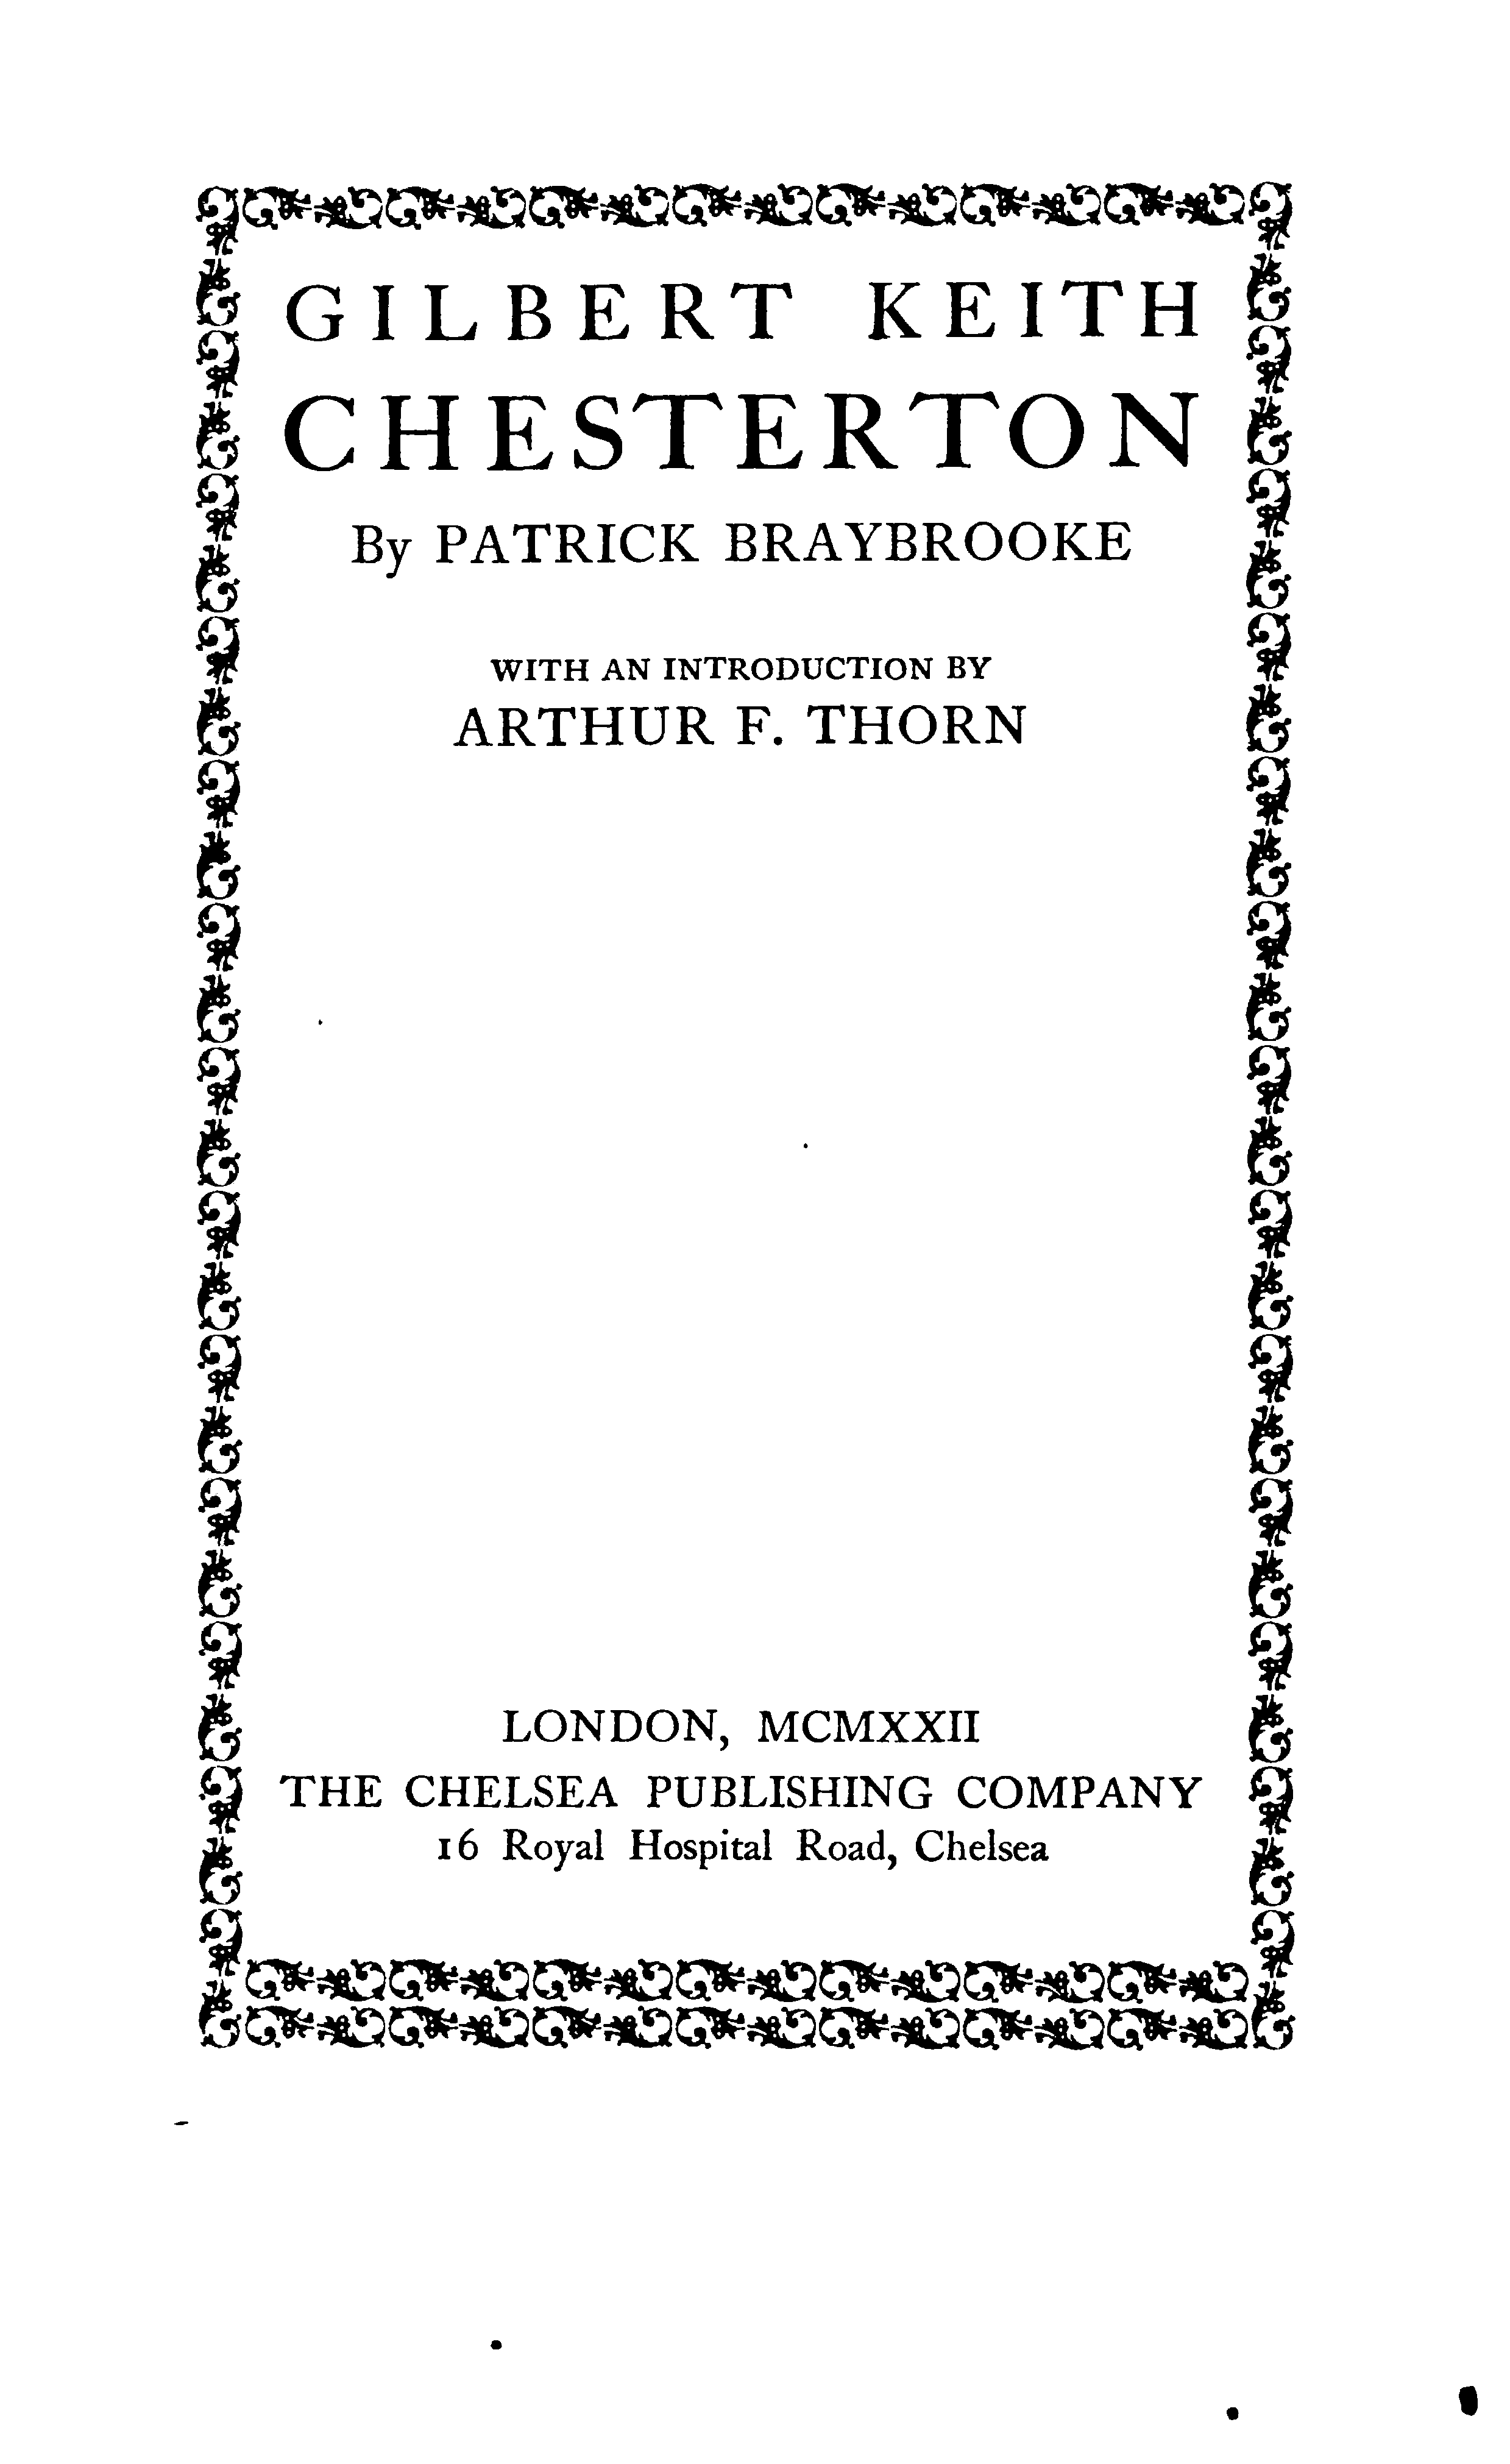 GILBERT KEITH
CHESTERTON
By PATRICK BRAYBROOKE
WITH AN INTRODUCTION BY
ARTHUR F. THORN
LONDON, MCMXXII
THE CHELSEA PUBLISHING COMPANY
16 Royal Hospital Road, Chelsea